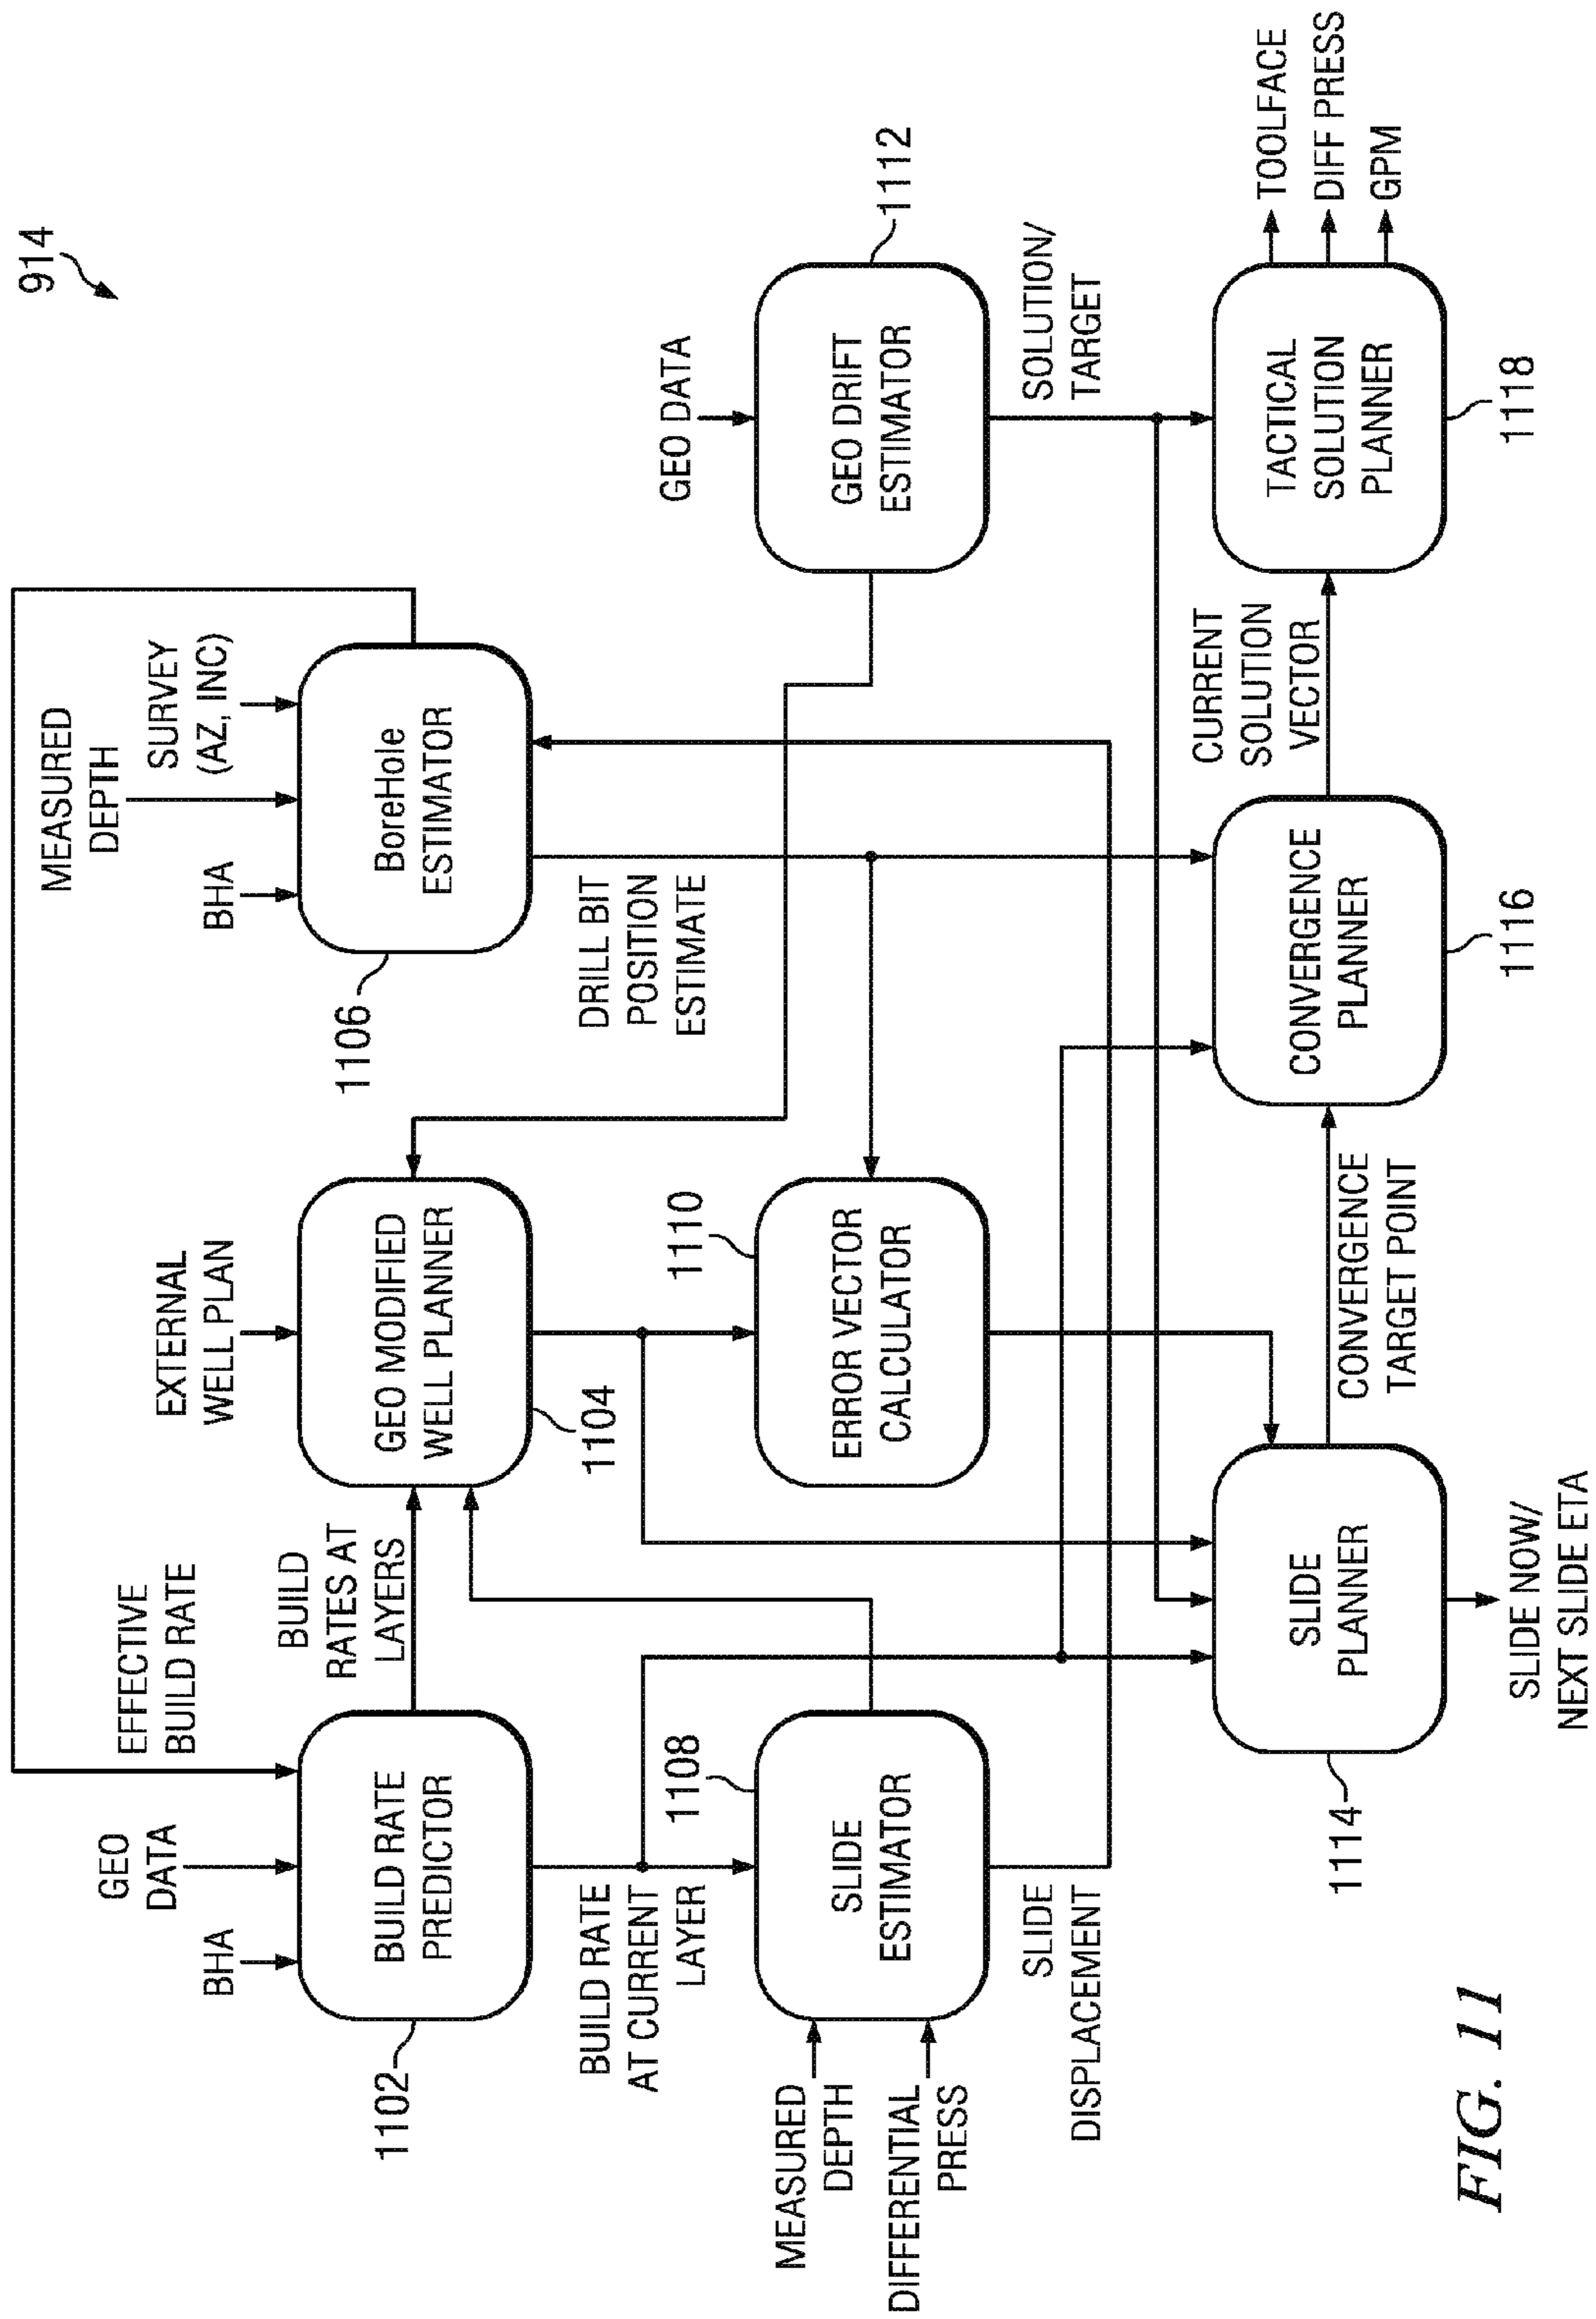 914
MEASURED
DEPTH
EFFECTIVE
BUILD RATE
GEO
DATA
BHA
EXTERNAL
WELL PLAN
BHA
SURVEY
(AZ, INC)
BUILD RATE
PREDICTOR
1102
BUILD
RATES AT
LAYERS
GEO MODIFIED
WELL PLANNER
1104
BoreHole
ESTIMATOR
1106
BUILD RATE
AT CURRENT
LAYER
DRILL BIT
POSITION
ESTIMATE
GEO DATA
MEASURED
DEPTH
DIFFERENTIAL
PRESS
SLIDE
ESTIMATOR
1108
ERROR VECTOR
CALCULATOR
1110
GEO DRIFT
ESTIMATOR
1112
SLIDE
DISPLACEMENT
SOLUTION/
TARGET
SLIDE
PLANNER
1114
CONVERGENCE
TARGET POINT
CONVERGENCE
PLANNER
1116
CURRENT
SOLUTION
VECTOR
TACTICAL
SOLUTION
PLANNER
1118
TOOLFACE
DIFF PRESS
GPM
SLIDE NOW/
NEXT SLIDE ETA
FIG. 11